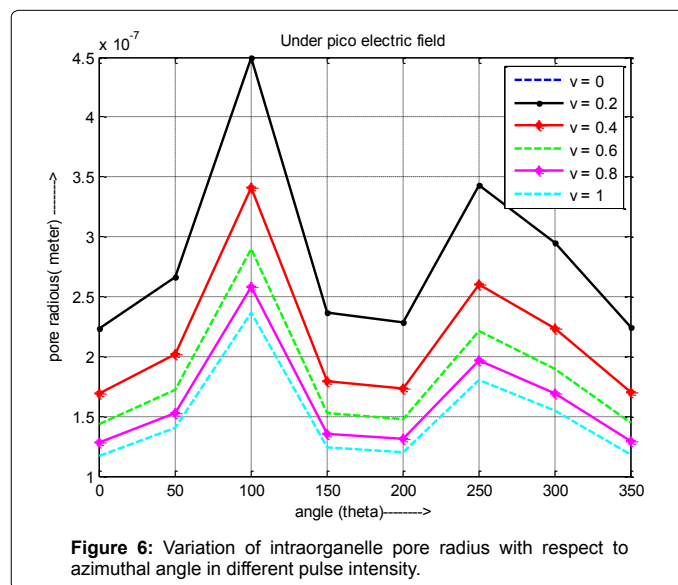 x 10^-7
Under pico electric field
4.5
4
3.5
3
2.5
2
1.5
1
pore radious( meter) ------->
0 50 100 150 200 250 300 350
angle (theta)-------->
v = 0
v = 0.2
v = 0.4
v = 0.6
v = 0.8
v = 1
Figure 6: Variation of intraorganelle pore radius with respect to
azimuthal angle in different pulse intensity.